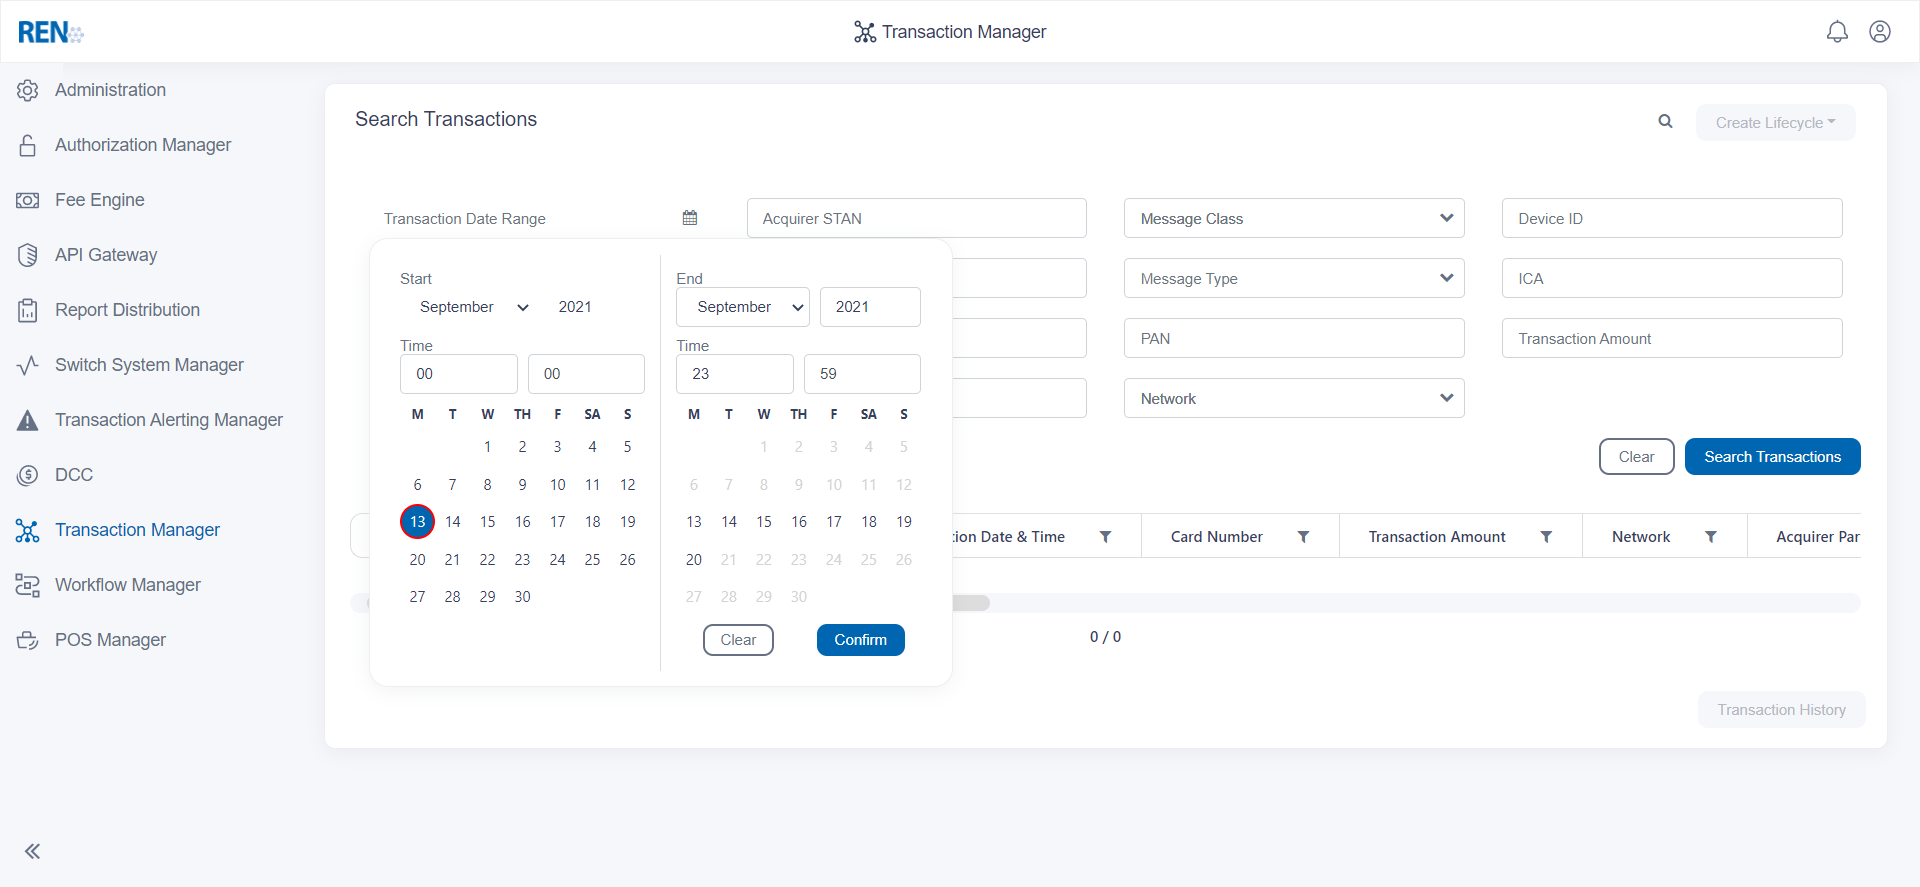 REN
Transaction Manager
Administration
Authorization Manager
Fee Engine
API Gateway
Report Distribution
Switch System Manager
Transaction Alerting Manager
DCC
Transaction Manager
Workflow Manager
POS Manager
Search Transactions
Create Lifecycle
Transaction Date Range
Acquirer STAN
Message Class
Device ID
Message Type
ICA
PAN
Transaction Amount
Network
Clear
Search Transactions
Start
September 2021
Time
00 00
M T W TH F SA S
1 2 3 4 5
6 7 8 9 10 11 12
13 14 15 16 17 18 19
20 21 22 23 24 25 26
27 28 29 30
End
September 2021
Time
23 59
M T W TH F SA S
1 2 3 4 5
6 7 8 9 10 11 12
13 14 15 16 17 18 19
20 21 22 23 24 25 26
27 28 29 30
Clear
Confirm
tion Date & Time Card Number Transaction Amount Network Acquirer Par
0 / 0
Transaction History